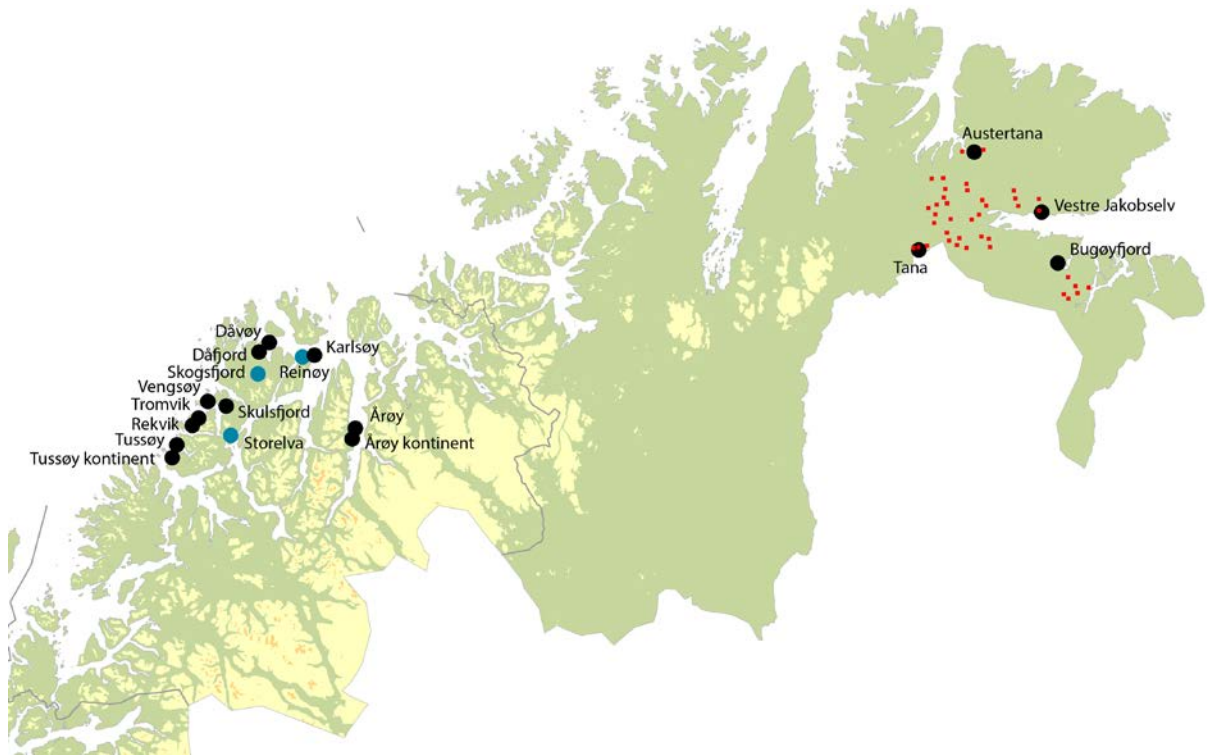 Austertana
Vestre Jakobselv
Bugøyfjord
Tana
Dåvøy
Karlsøy
Dåfjord
Reinøy
Skogsfjord
Vengsøy
Tromvik
Skulsfjord
Årøy
Rekvik
Tussøy
Storelva
Årøy kontinent
Tussøy kontinent